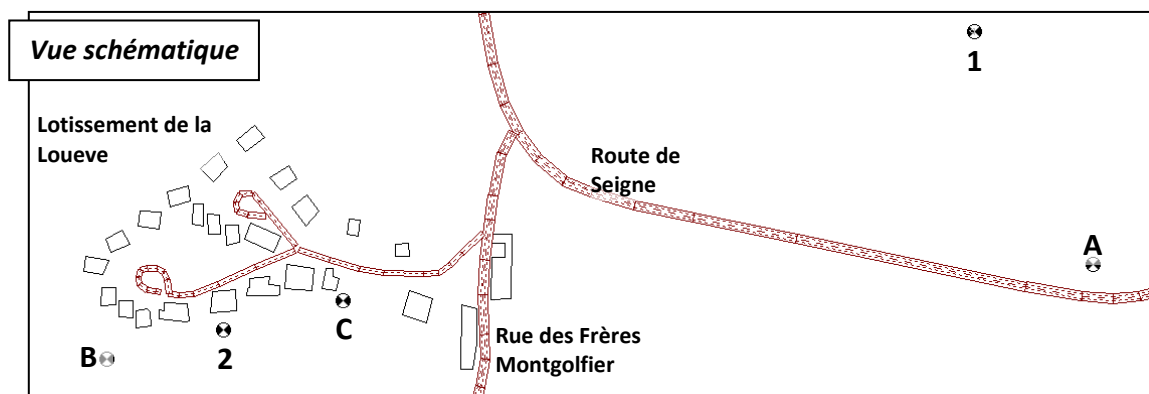 Vue schématique
1
Lotissement de la
Loueve
Route de
Seigne
A
C
B
2
Rue des Frères
Montgolfier